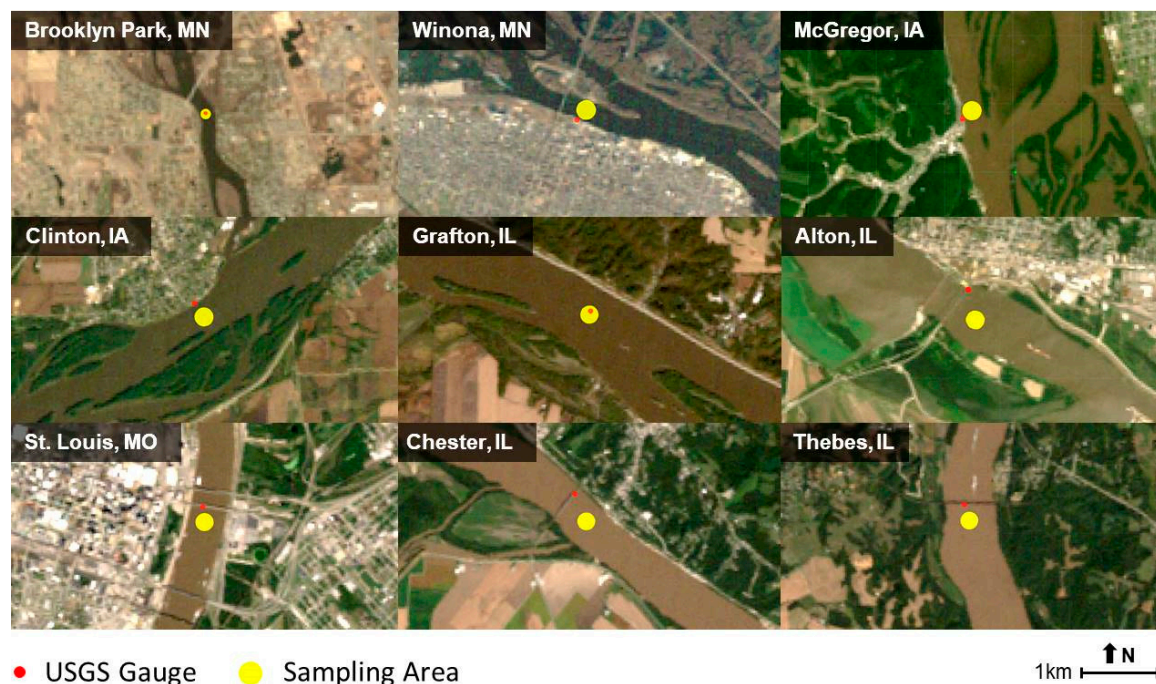 Brooklyn Park, MN
Winona, MN
McGregor, IA
Clinton, IA
Grafton, IL
Alton, IL
St. Louis, MO
Chester, IL
Thebes, IL
USGS Gauge
Sampling Area
1km
N